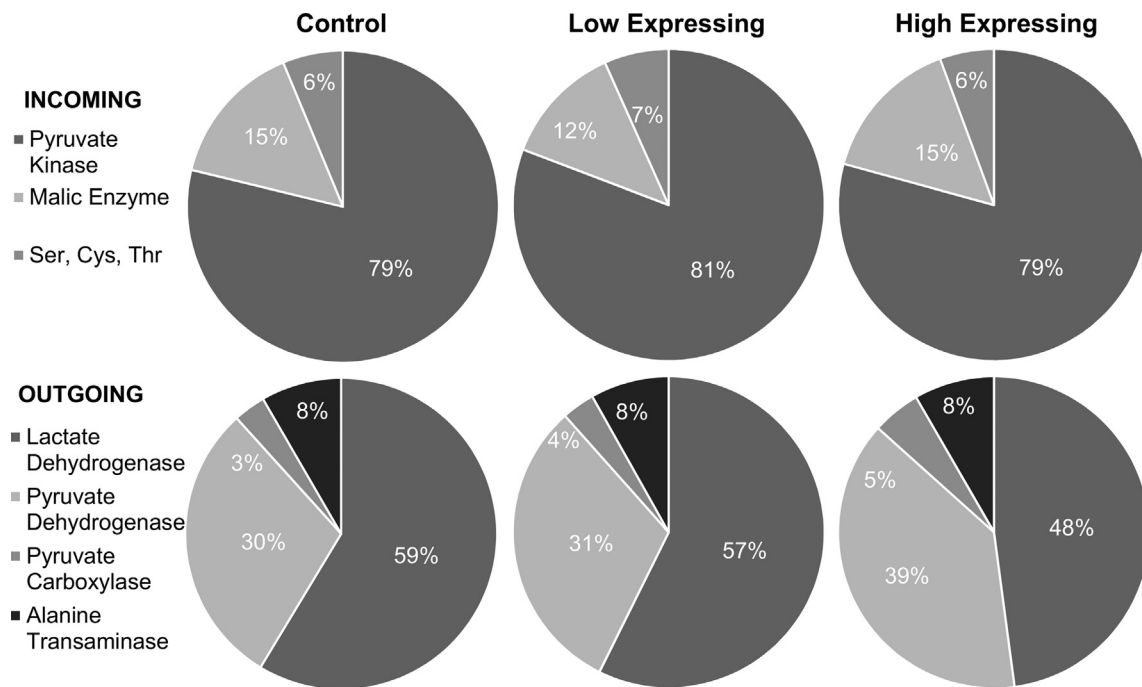 Control
Low Expressing
High Expressing
INCOMING
Pyruvate
Kinase
Malic Enzyme
Ser, Cys, Thr
6%
15%
79%
7%
12%
81%
6%
15%
79%
OUTGOING
Lactate
Dehydrogenase
Pyruvate
Dehydrogenase
Pyruvate
Carboxylase
Alanine
Transaminase
8%
3%
30%
59%
8%
4%
31%
57%
8%
5%
39%
48%